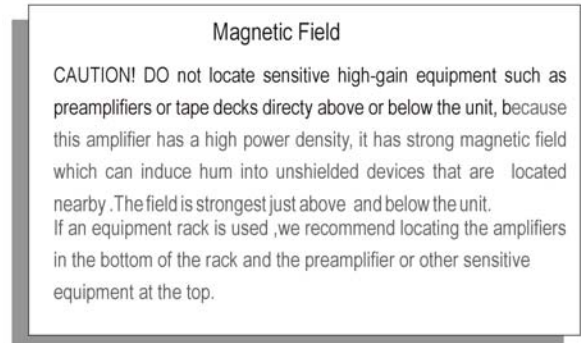 Magnetic Field
CAUTION! DO not locate sensitive high-gain equipment such as
preamplifiers or tape decks directy above or below the unit, because
this amplifier has a high power density, it has strong magnetic field
which can induce hum into unshielded devices that are located
nearby .The field is strongest just above and below the unit.
If an equipment rack is used ,we recommend locating the amplifiers
in the bottom of the rack and the preamplifier or other sensitive
equipment at the top.